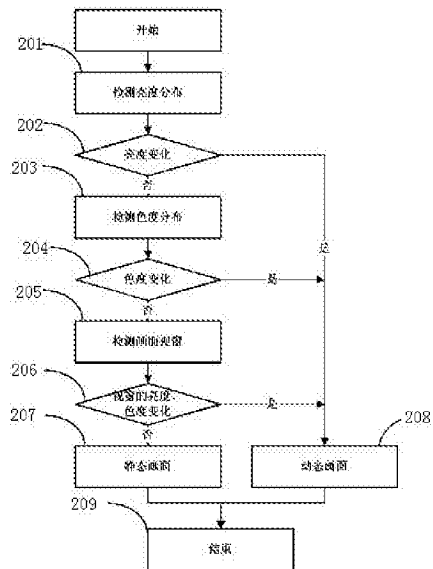 开始
201
检测亮度分布
202
亮度变化
203
否
检测色度分布
是
204
色度变化
是
205
否
检测画面视窗
206
视窗的亮度、
色度变化
是
207
否
208
静态画面
动态画面
209
结束